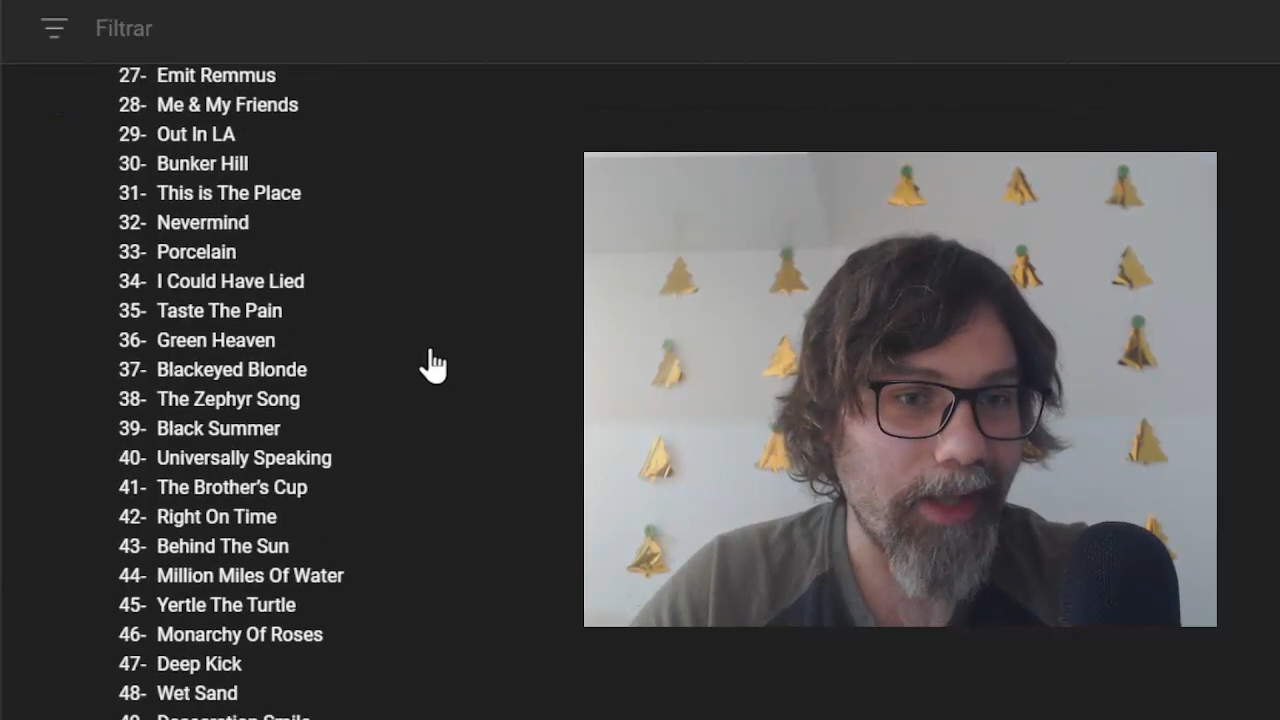 Filtrar
27- Emit Remmus
28- Me & My Friends
29- Out In LA
30- Bunker Hill
31- This is The Place
32- Nevermind
33- Porcelain
34- I Could Have Lied
35- Taste The Pain
36- Green Heaven
37- Blackeyed Blonde
38- The Zephyr Song
39- Black Summer
40- Universally Speaking
41- The Brother’s Cup
42- Right On Time
43- Behind The Sun
44- Million Miles Of Water
45- Yertle The Turtle
46- Monarchy Of Roses
47- Deep Kick
48- Wet Sand